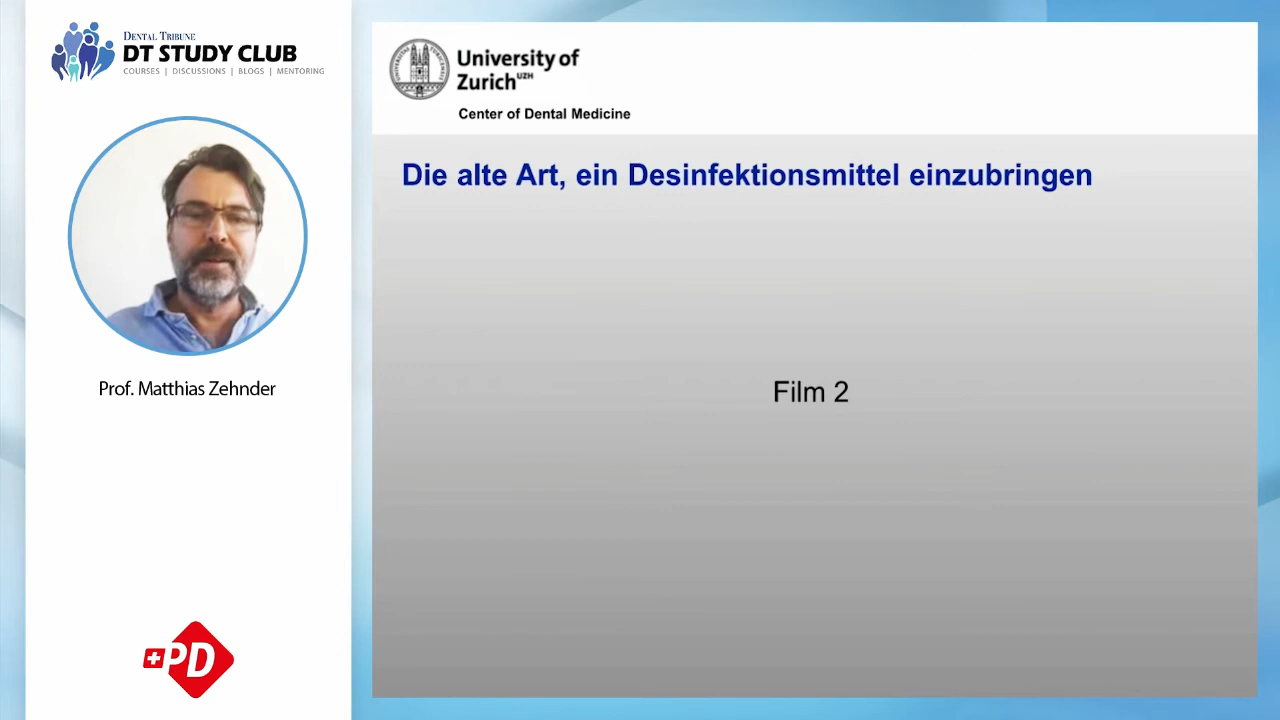 DENTAL TRIBUNE
DT STUDY CLUB
COURSES | DISCUSSIONS | BLOGS | MENTORING
Prof. Matthias Zehnder
PD
University of
Zurich UZH
Center of Dental Medicine
Die alte Art, ein Desinfektionsmittel einzubringen
Film 2